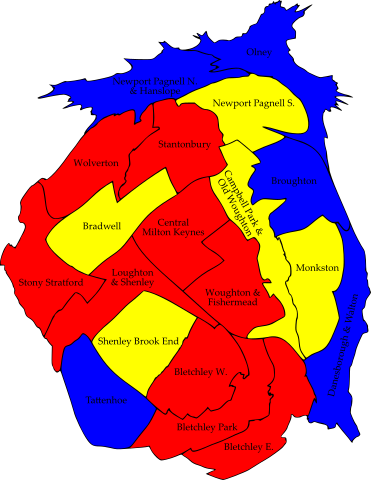 Olney
Newport Pagnell N.
& Hanslope
Newport Pagnell S.
Stantonbury
Wolverton
Campbell Park &
Old Woughton
Broughton
Bradwell
Central
Milton Keynes
Monkston
Stony Stratford
Loughton
& Shenley
Woughton &
Fishermead
Danesborough & Walton
Shenley Brook End
Bletchley W.
Tattenhoe
Bletchley Park
Bletchley E.